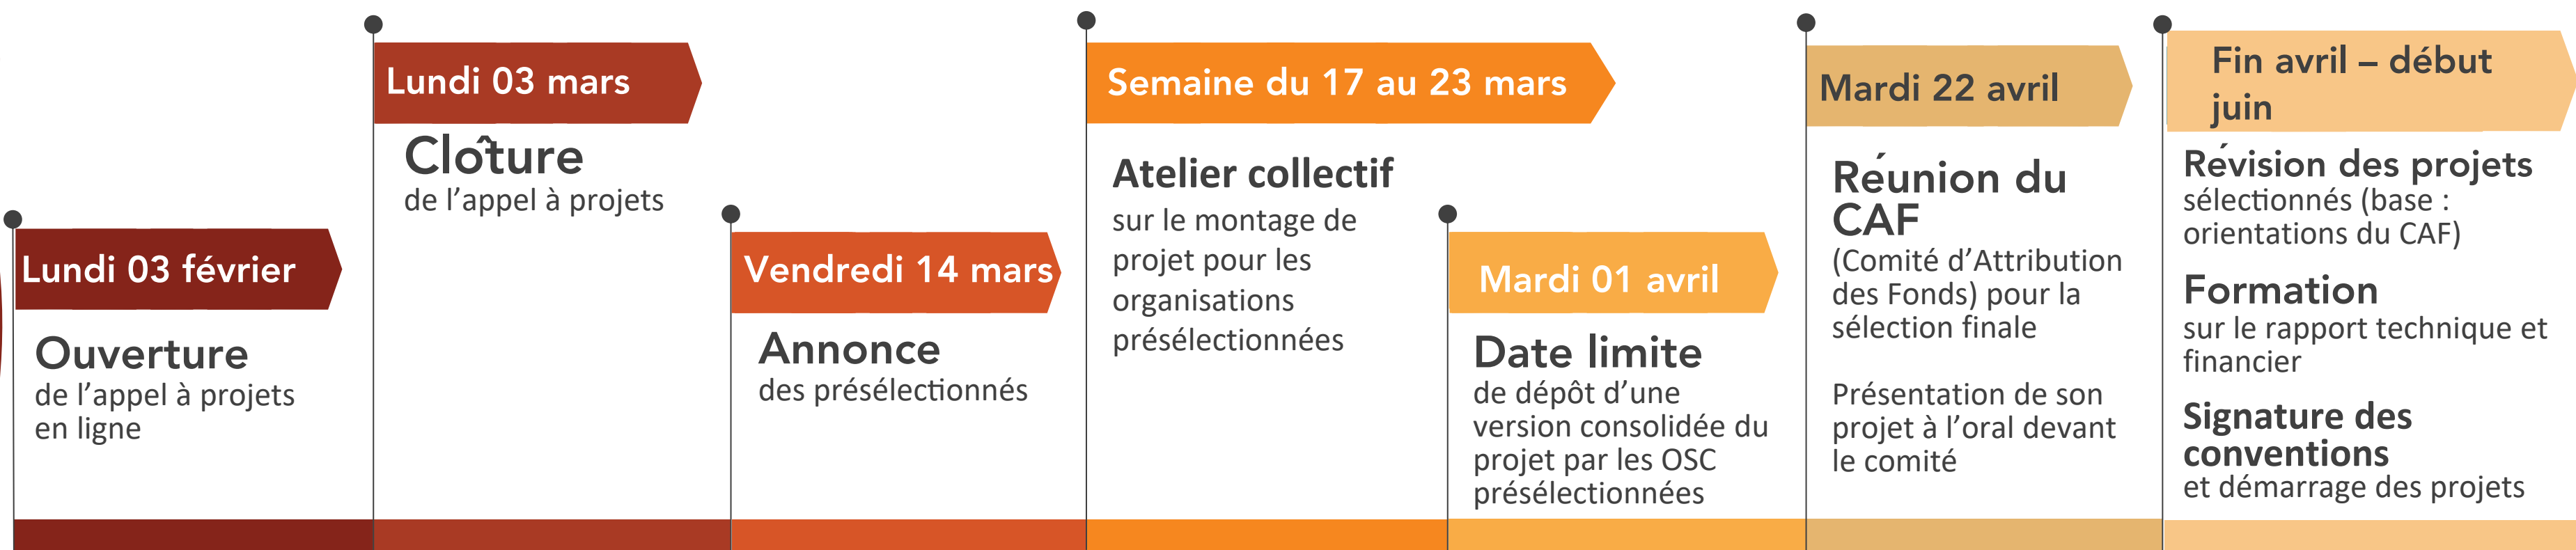 Lundi 03 février
Ouverture
de l'appel à projets
en ligne
Lundi 03 mars
Clôture
de l'appel à projets
Vendredi 14 mars
Annonce
des présélectionnés
Semaine du 17 au 23 mars
Atelier collectif
sur le montage de
projet pour les
organisations
présélectionnées
Mardi 01 avril
Date limite
de dépôt d'une
version consolidée du
projet par les OSC
présélectionnées
Mardi 22 avril
Réunion du
CAF
(Comité d'Attribution
des Fonds) pour la
sélection finale
Présentation de son
projet à l'oral devant
le comité
Fin avril – début
juin
Révision des projets
sélectionnés (base :
orientations du CAF)
Formation
sur le rapport technique et
financier
Signature des
conventions
et démarrage des projets